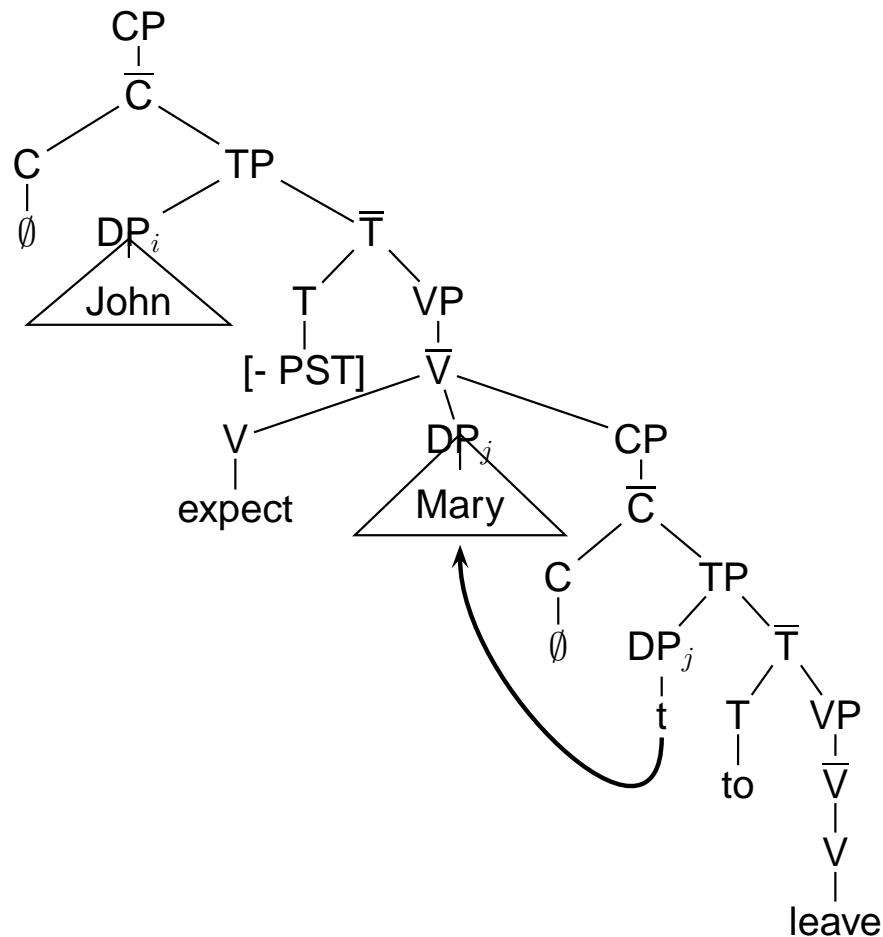 CP
C̅
C TP
∅ DPᵢ T̅
John T VP
[- PST] V̅
V DPⱼ CP
expect Mary C̅
C TP
∅ DPⱼ T̅
t T VP
to V̅
V
leave